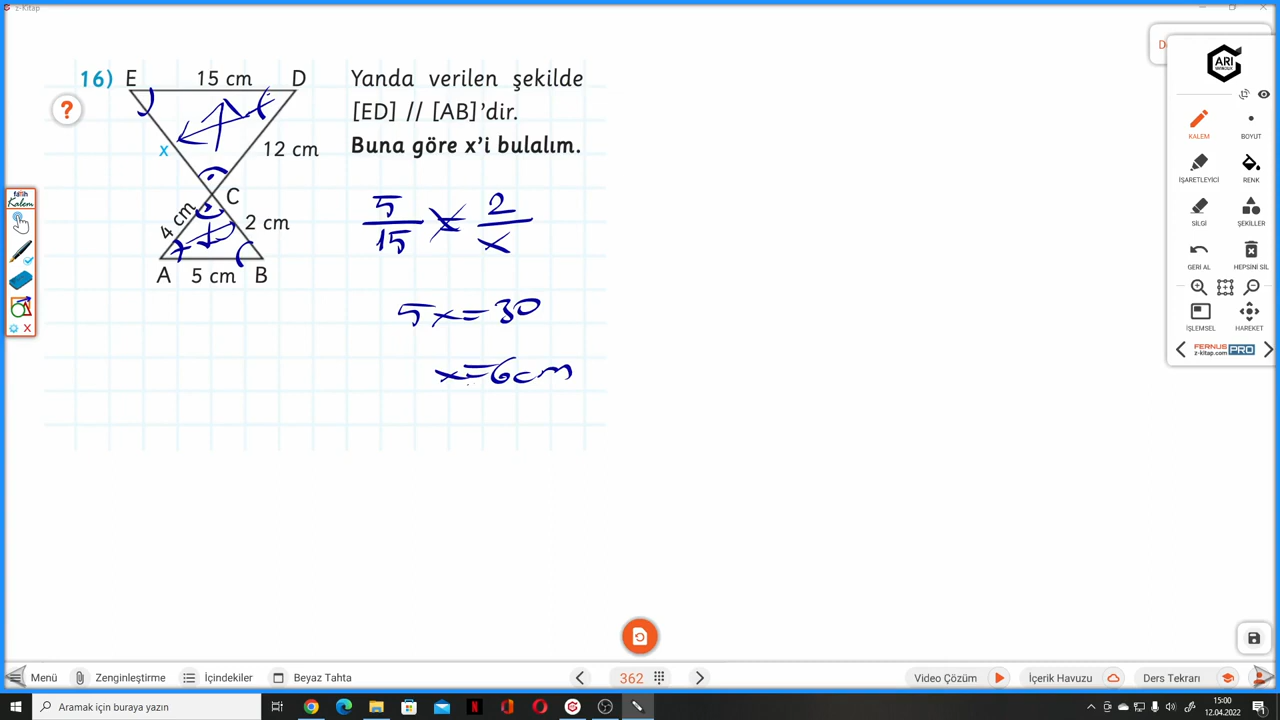 z-Kitap
16) E 15 cm D
x
12 cm
C
4 cm
2 cm
A 5 cm B
?
Yanda verilen şekilde
[ED] // [AB]'dir.
Buna göre x'i bulalım.
5/15 = 2/x
5x=30
x=6cm
fatih
Kalem
ARI
KALEM
BOYUT
İŞARETLEYİCİ
RENK
SİLGİ
ŞEKİLLER
GERİ AL
HEPSİNİ SİL
İŞLEMSEL
HAREKET
FERNUS
z-kitap.com PRO
Menü
Zenginleştirme
İçindekiler
Beyaz Tahta
362
Video Çözüm
İçerik Havuzu
Ders Tekrarı
Aramak için buraya yazın
15:00
12.04.2022